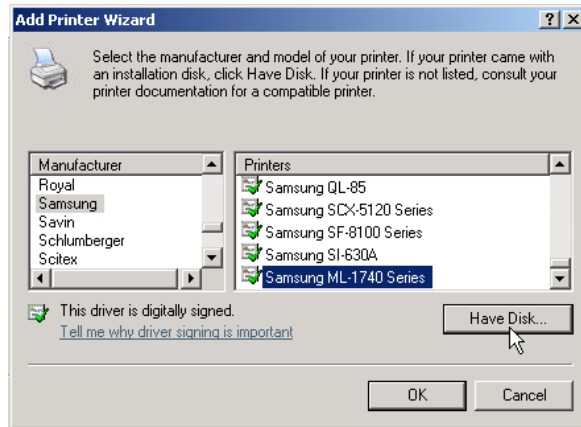 Add Printer Wizard
Select the manufacturer and model of your printer. If your printer came with
an installation disk, click Have Disk. If your printer is not listed, consult your
printer documentation for a compatible printer.
Manufacturer
Royal
Samsung
Savin
Schlumberger
Scitex
Printers
Samsung QL-85
Samsung SCX-5120 Series
Samsung SF-8100 Series
Samsung SI-630A
Samsung ML-1740 Series
This driver is digitally signed.
Tell me why driver signing is important
Have Disk...
OK
Cancel